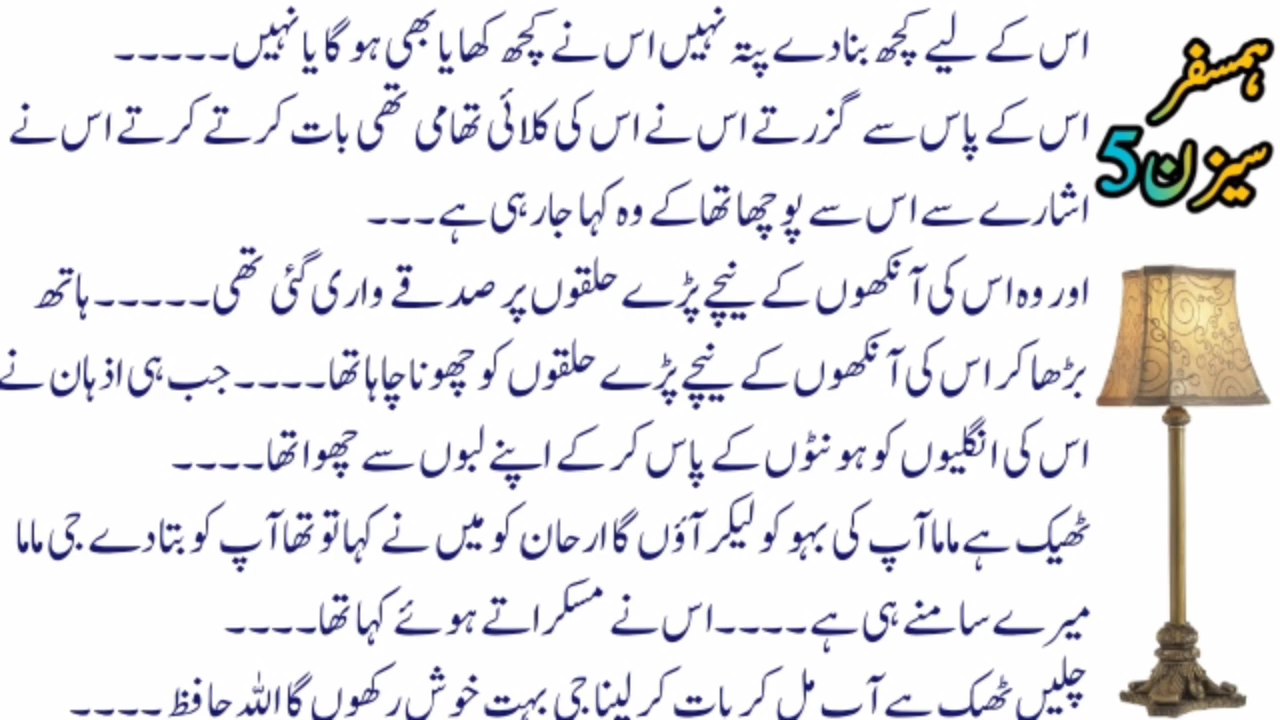 ہمسفر
سیزن 5
اس کے لیے کچھ بنادے پتہ نہیں اس نے کچھ کھایا بھی ہو گا یا نہیں-----
اس کے پاس سے گزرتے اس نے اس کی کلائی تھامی تھی بات کرتے کرتے اس نے
اشارے سے اس سے پوچھا تھا کے وہ کہا جارہی ہے---
اور وہ اس کی آنکھوں کے نیچے پڑے حلقوں پر صدقے واری گئی تھی-----ہاتھ
بڑھا کر اس کی آنکھوں کے نیچے پڑے حلقوں کو چھونا چاہا تھا----جب ہی اذہان نے
اس کی انگلیوں کو ہونٹوں کے پاس کر کے اپنے لبوں سے چھوا تھا----
ٹھیک ہے ماما آپ کی بہو کو لیکر آؤں گا ارحان کو میں نے کہا تو تھا آپ کو بتادے جی ماما
میرے سامنے ہی ہے----اس نے مسکراتے ہوئے کہا تھا----
چلیں ٹھیک ہے آپ مل کر بات کر لینا جی بہت خوش رکھوں گا اللہ حافظ----